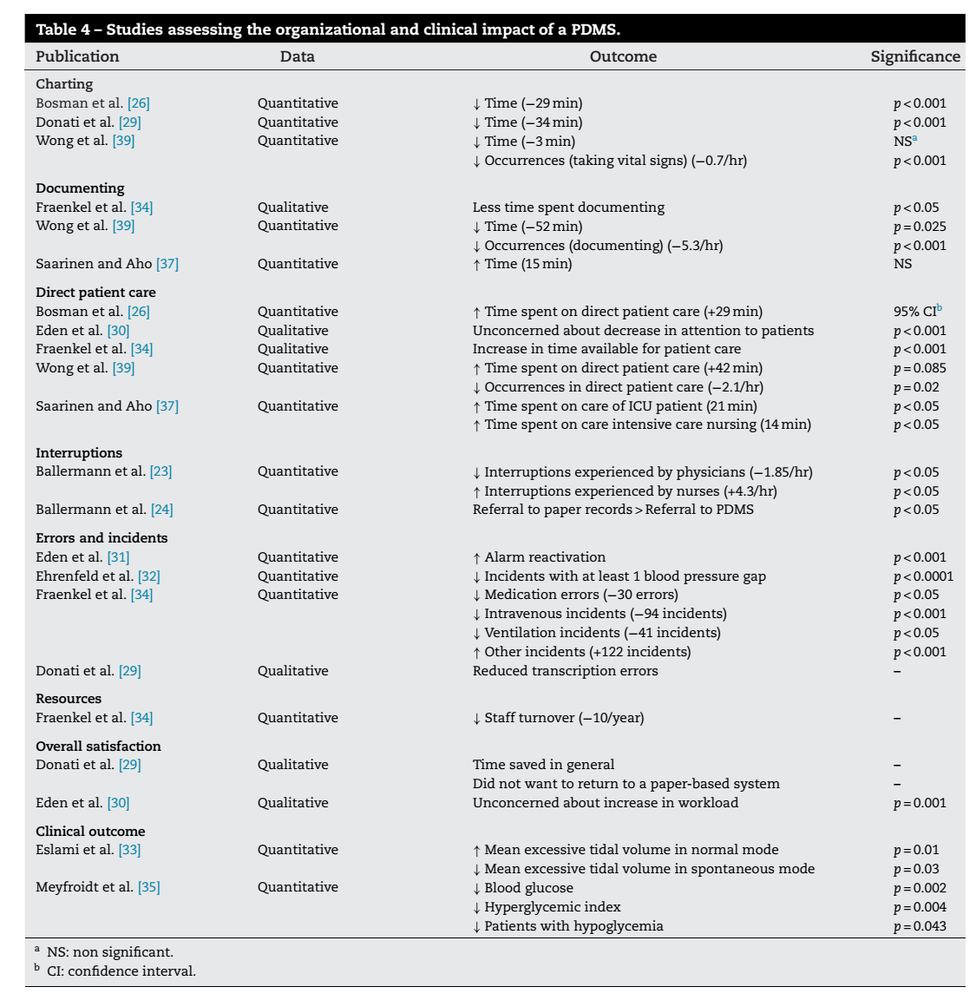 Table 4 – Studies assessing the organizational and clinical impact of a PDMS.
Publication Data Outcome Significance
Charting
Bosman et al. [26] Quantitative ↓ Time (−29 min) p < 0.001
Donati et al. [29] Quantitative ↓ Time (−34 min) p < 0.001
Wong et al. [39] Quantitative ↓ Time (−3 min) NSa
↓ Occurrences (taking vital signs) (−0.7/hr) p < 0.001
Documenting
Fraenkel et al. [34] Qualitative Less time spent documenting p < 0.05
Wong et al. [39] Quantitative ↓ Time (−52 min) p = 0.025
↓ Occurrences (documenting) (−5.3/hr) p < 0.001
Saarinen and Aho [37] Quantitative ↑ Time (15 min) NS
Direct patient care
Bosman et al. [26] Quantitative ↑ Time spent on direct patient care (+29 min) 95% CIb
Eden et al. [30] Qualitative Unconcerned about decrease in attention to patients p < 0.001
Fraenkel et al. [34] Qualitative Increase in time available for patient care p < 0.001
Wong et al. [39] Quantitative ↑ Time spent on direct patient care (+42 min) p = 0.085
↓ Occurrences in direct patient care (−2.1/hr) p = 0.02
Saarinen and Aho [37] Quantitative ↑ Time spent on care of ICU patient (21 min) p < 0.05
↑ Time spent on care intensive care nursing (14 min) p < 0.05
Interruptions
Ballermann et al. [23] Quantitative ↓ Interruptions experienced by physicians (−1.85/hr) p < 0.05
↑ Interruptions experienced by nurses (+4.3/hr) p < 0.05
Ballermann et al. [24] Quantitative Referral to paper records > Referral to PDMS p < 0.05
Errors and incidents
Eden et al. [31] Quantitative ↑ Alarm reactivation p < 0.001
Ehrenfeld et al. [32] Quantitative ↓ Incidents with at least 1 blood pressure gap p < 0.0001
Fraenkel et al. [34] Quantitative ↓ Medication errors (−30 errors) p < 0.05
↓ Intravenous incidents (−94 incidents) p < 0.001
↓ Ventilation incidents (−41 incidents) p < 0.05
↑ Other incidents (+122 incidents) p < 0.001
Donati et al. [29] Qualitative Reduced transcription errors –
Resources
Fraenkel et al. [34] Quantitative ↓ Staff turnover (−10/year) –
Overall satisfaction
Donati et al. [29] Qualitative Time saved in general –
Did not want to return to a paper-based system –
Eden et al. [30] Qualitative Unconcerned about increase in workload p = 0.001
Clinical outcome
Eslami et al. [33] Quantitative ↑ Mean excessive tidal volume in normal mode p = 0.01
↓ Mean excessive tidal volume in spontaneous mode p = 0.03
Meyfroidt et al. [35] Quantitative ↓ Blood glucose p = 0.002
↓ Hyperglycemic index p = 0.004
↓ Patients with hypoglycemia p = 0.043
a NS: non significant.
b CI: confidence interval.